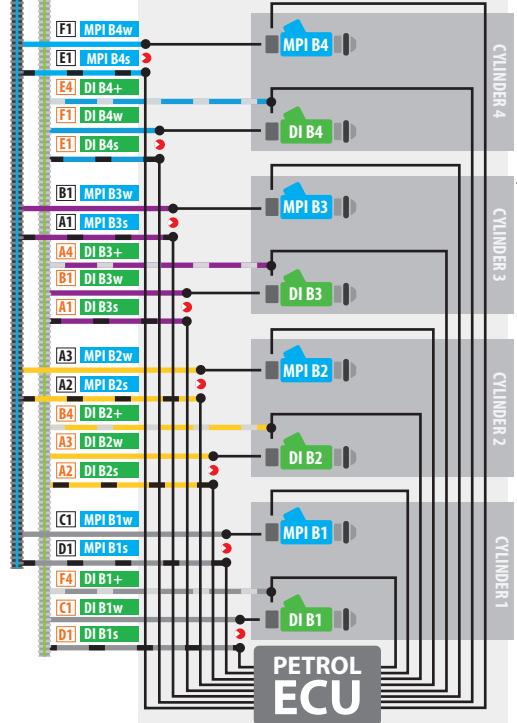 F1 MPI B4w
MPI B4
E1 MPI B4s
E4 DI B4+
F1 DI B4w
DI B4
E1 DI B4s
CYLINDER 4
B1 MPI B3w
MPI B3
A1 MPI B3s
A4 DI B3+
B1 DI B3w
DI B3
A1 DI B3s
CYLINDER 3
A3 MPI B2w
MPI B2
A2 MPI B2s
B4 DI B2+
A3 DI B2w
DI B2
A2 DI B2s
CYLINDER 2
C1 MPI B1w
MPI B1
D1 MPI B1s
F4 DI B1+
C1 DI B1w
DI B1
D1 DI B1s
CYLINDER 1
PETROL
ECU